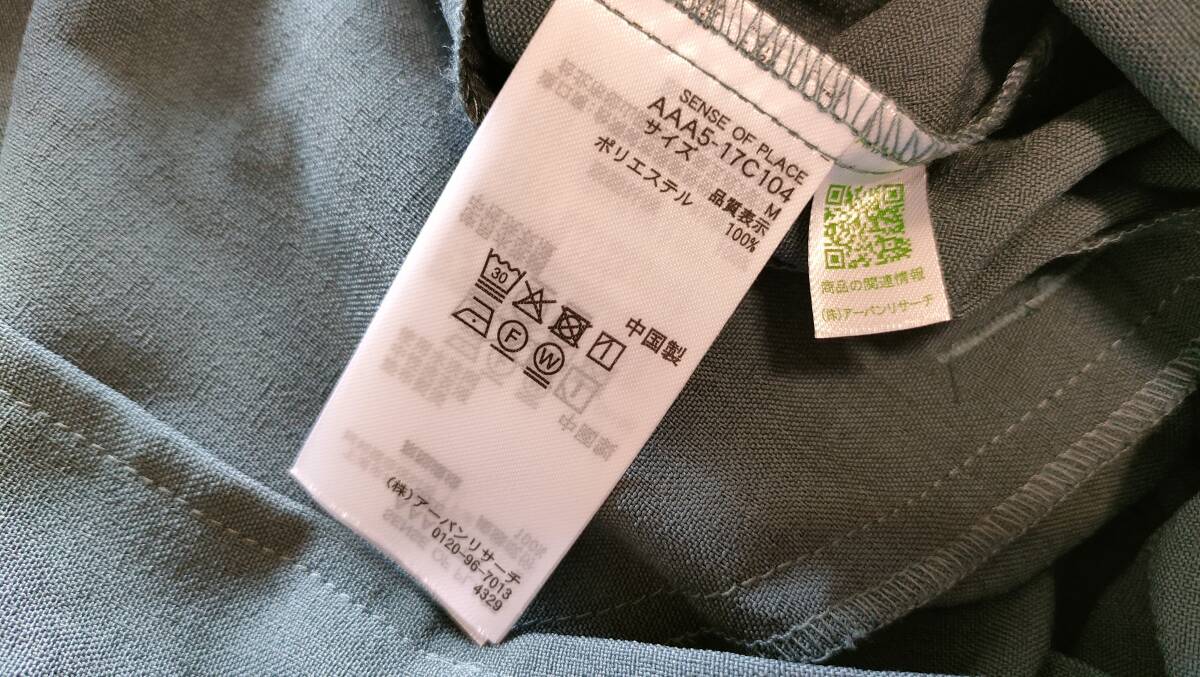 SENSE OF PLACE
AAA5-17C104
サイズ M
品質表示
ポリエステル 100%
30
F
W
中国製
(株)アーバンリサーチ
0120-96-7013
4329
商品の関連情報
(株)アーバンリサーチ